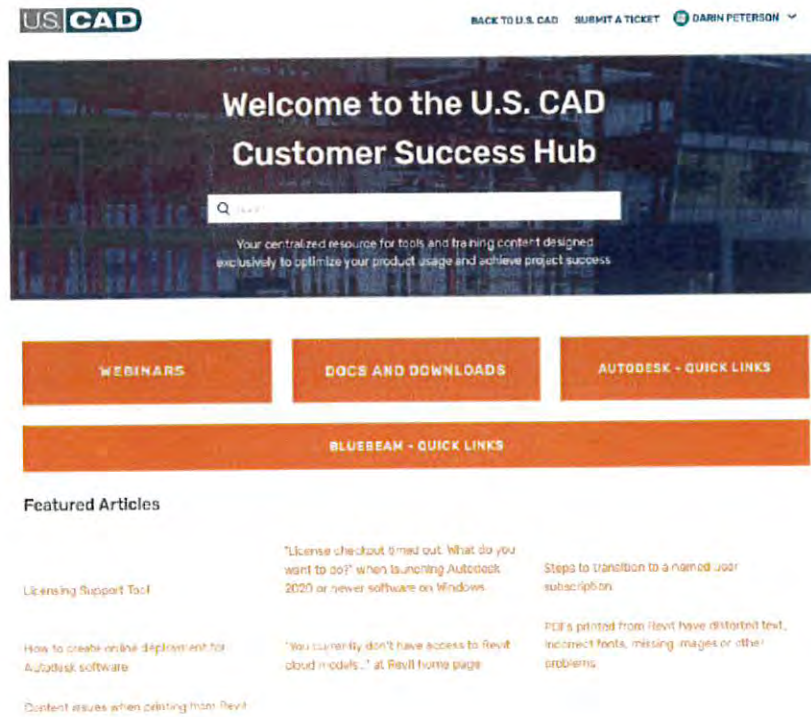 U.S. CAD
BACK TO U.S. CAD SUBMIT A TICKET DARIN PETERSON
Welcome to the U.S. CAD
Customer Success Hub
Your centralized resource for tools and training content designed
exclusively to optimize your product usage and achieve project success
WEBINARS DOCS AND DOWNLOADS AUTODESK - QUICK LINKS
BLUEBEAM - QUICK LINKS
Featured Articles
Licensing Support Tool
"License checkout timed out. What do you
want to do?" when launching Autodesk
2020 or newer software on Windows
Steps to transition to a named user
subscription
How to create online deployment for
Autodesk software
"You currently don't have access to Revit
cloud models..." at Revit home page
PDFs printed from Revit have distorted text,
incorrect fonts, missing images or other
problems
Content issues when printing from Revit